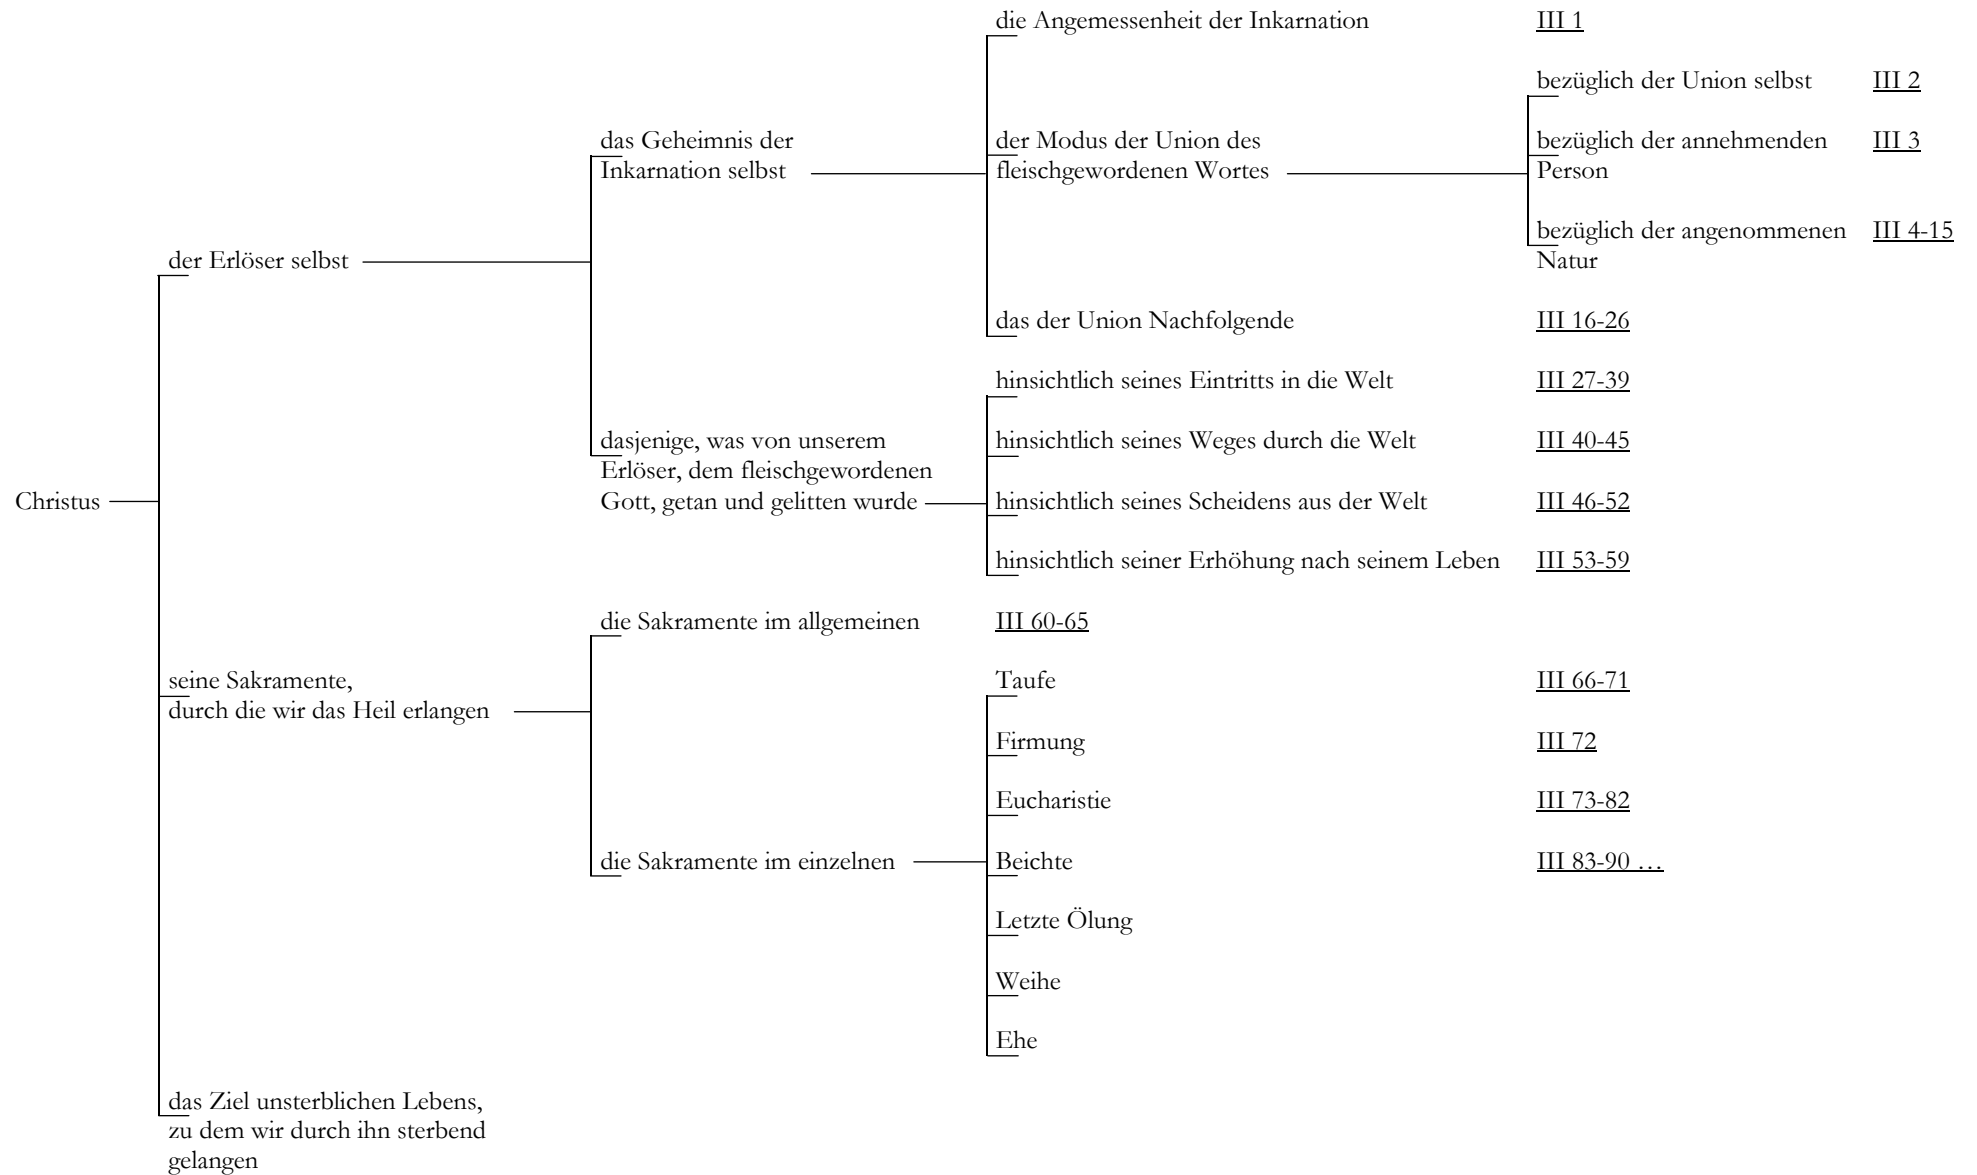 die Angemessenheit der Inkarnation III 1
bezüglich der Union selbst III 2
das Geheimnis der
Inkarnation selbst
der Modus der Union des
fleischgewordenen Wortes
bezüglich der annehmenden III 3
Person
bezüglich der angenommenen III 4-15
Natur
der Erlöser selbst
das der Union Nachfolgende III 16-26
hinsichtlich seines Eintritts in die Welt III 27-39
dasjenige, was von unserem
Erlöser, dem fleischgewordenen
Gott, getan und gelitten wurde
hinsichtlich seines Weges durch die Welt III 40-45
Christus
hinsichtlich seines Scheidens aus der Welt III 46-52
hinsichtlich seiner Erhöhung nach seinem Leben III 53-59
die Sakramente im allgemeinen III 60-65
seine Sakramente,
durch die wir das Heil erlangen
Taufe III 66-71
Firmung III 72
Eucharistie III 73-82
die Sakramente im einzelnen
Beichte III 83-90 …
Letzte Ölung
Weihe
Ehe
das Ziel unsterblichen Lebens,
zu dem wir durch ihn sterbend
gelangen